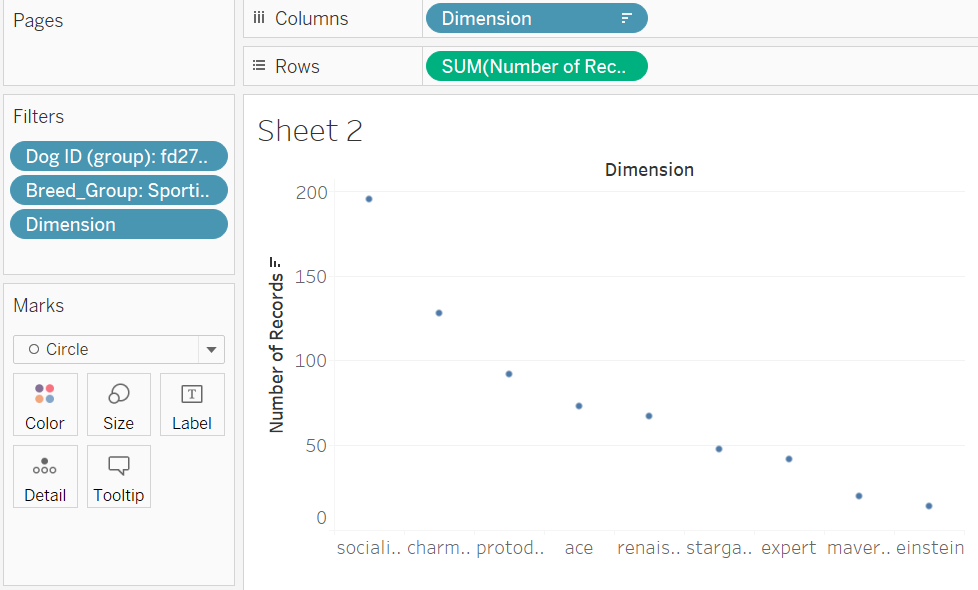 Pages
Columns
Dimension
Rows
SUM(Number of Rec..
Filters
Dog ID (group): fd27..
Breed_Group: Sporti..
Dimension
Marks
Circle
Color
Size
T
Label
Detail
Tooltip
Sheet 2
Dimension
Number of Records
200
150
100
50
0
sociali.. charm.. protod.. ace renais.. starga.. expert maver.. einstein